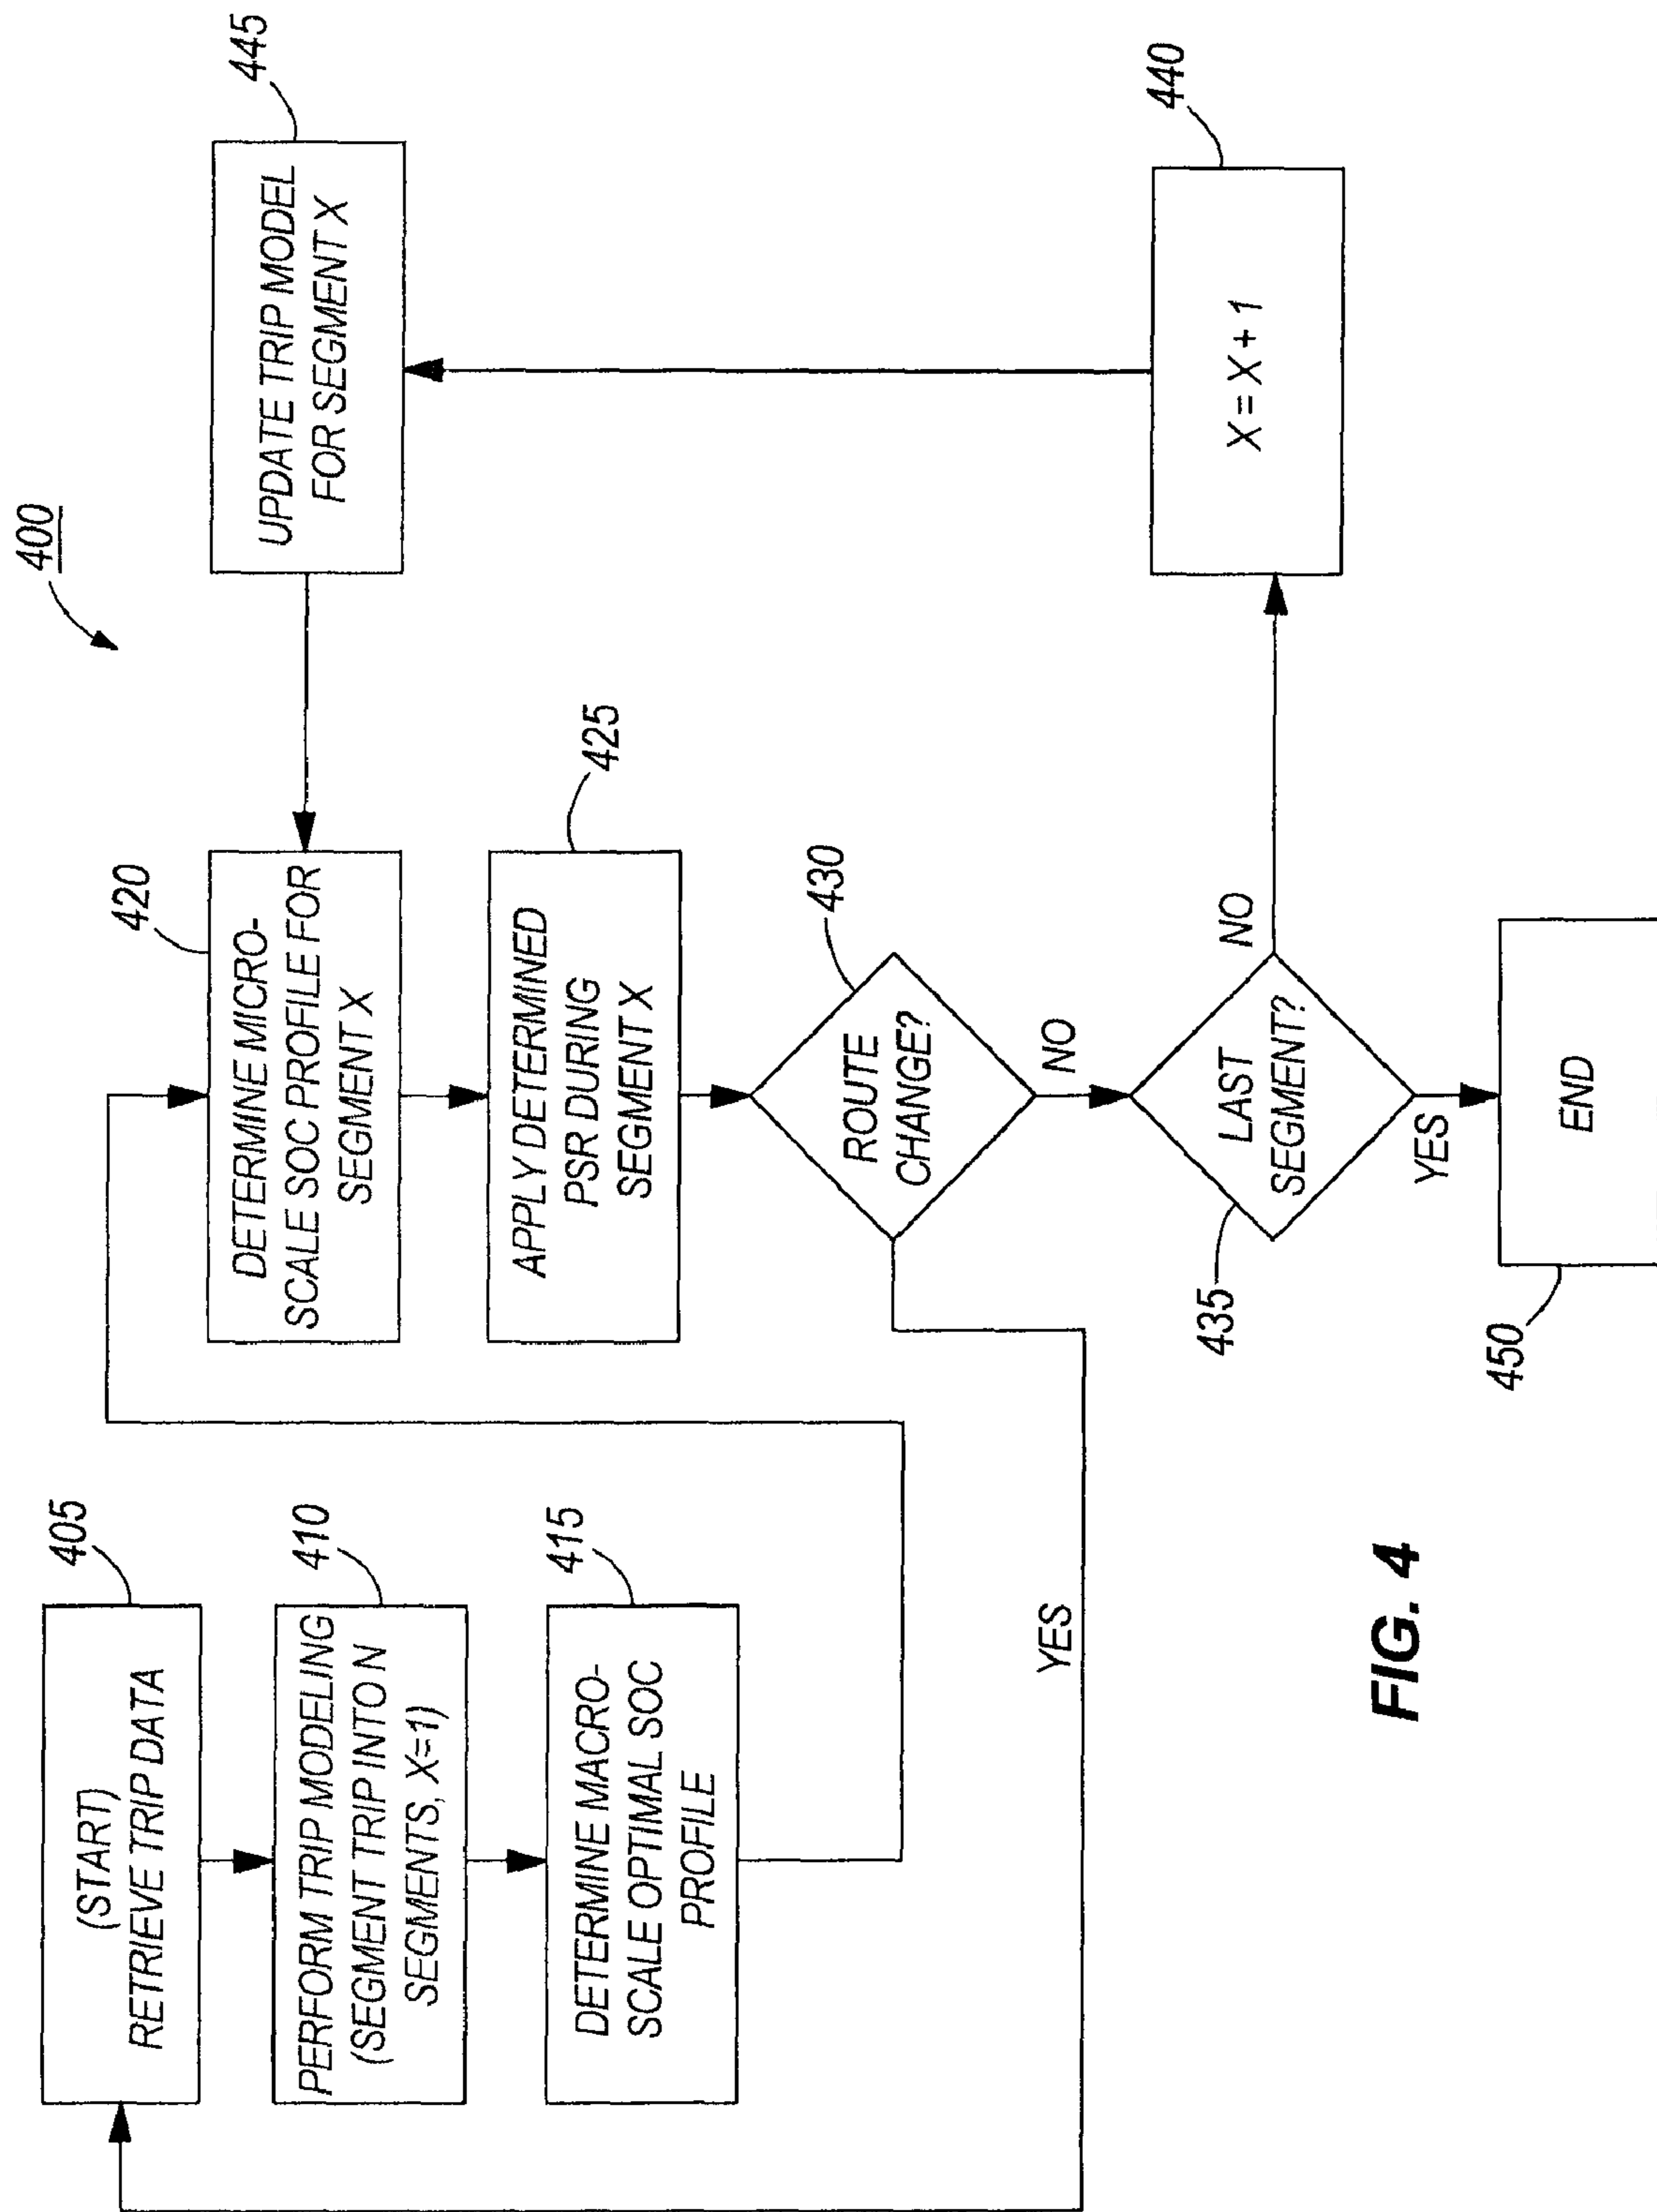 400
405
(START)
RETRIEVE TRIP DATA
410
PERFORM TRIP MODELING
(SEGMENT TRIP INTO N
SEGMENTS, X=1)
415
DETERMINE MACRO-
SCALE OPTIMAL SOC
PROFILE
420
DETERMINE MICRO-
SCALE SOC PROFILE FOR
SEGMENT X
425
APPLY DETERMINED
PSR DURING
SEGMENT X
430
ROUTE
CHANGE?
YES
NO
435
LAST
SEGMENT?
NO
YES
440
X = X + 1
445
UPDATE TRIP MODEL
FOR SEGMENT X
450
END
FIG. 4